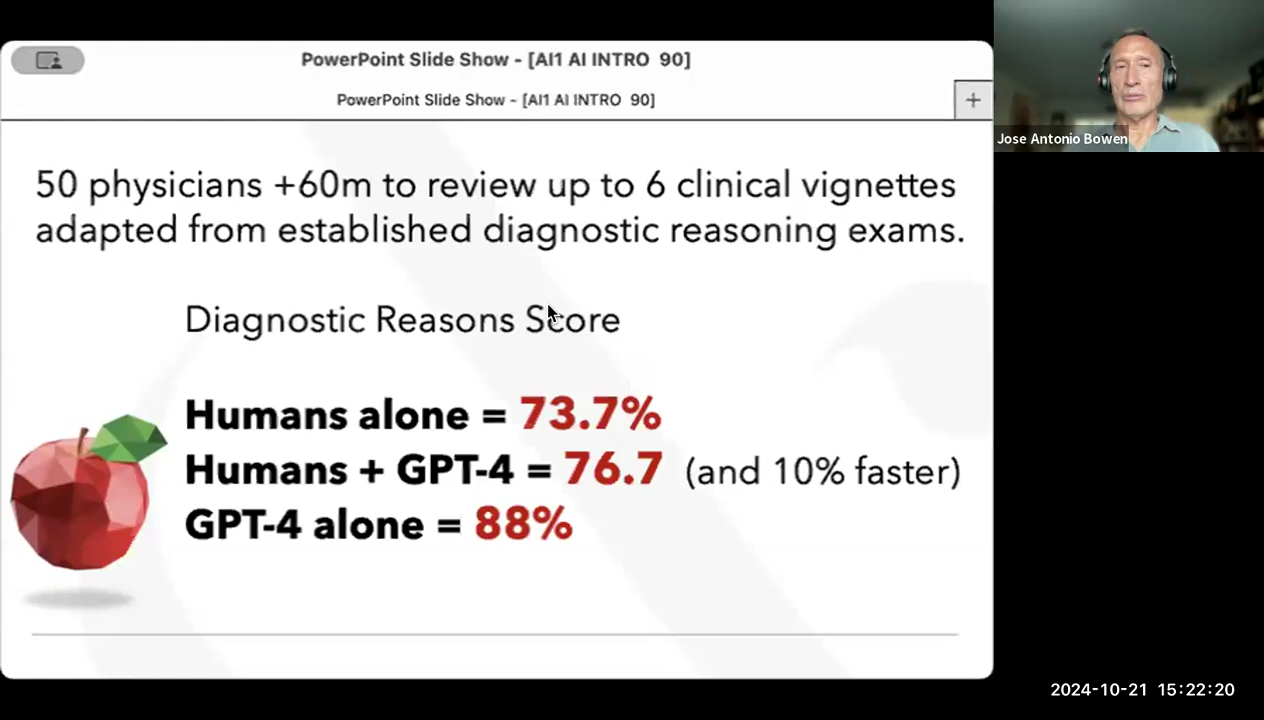 PowerPoint Slide Show - [AI1 AI INTRO 90]
PowerPoint Slide Show - [AI1 AI INTRO 90]
+
50 physicians +60m to review up to 6 clinical vignettes
adapted from established diagnostic reasoning exams.
Diagnostic Reasons Score
Humans alone = 73.7%
Humans + GPT-4 = 76.7 (and 10% faster)
GPT-4 alone = 88%
Jose Antonio Bowen
2024-10-21 15:22:20